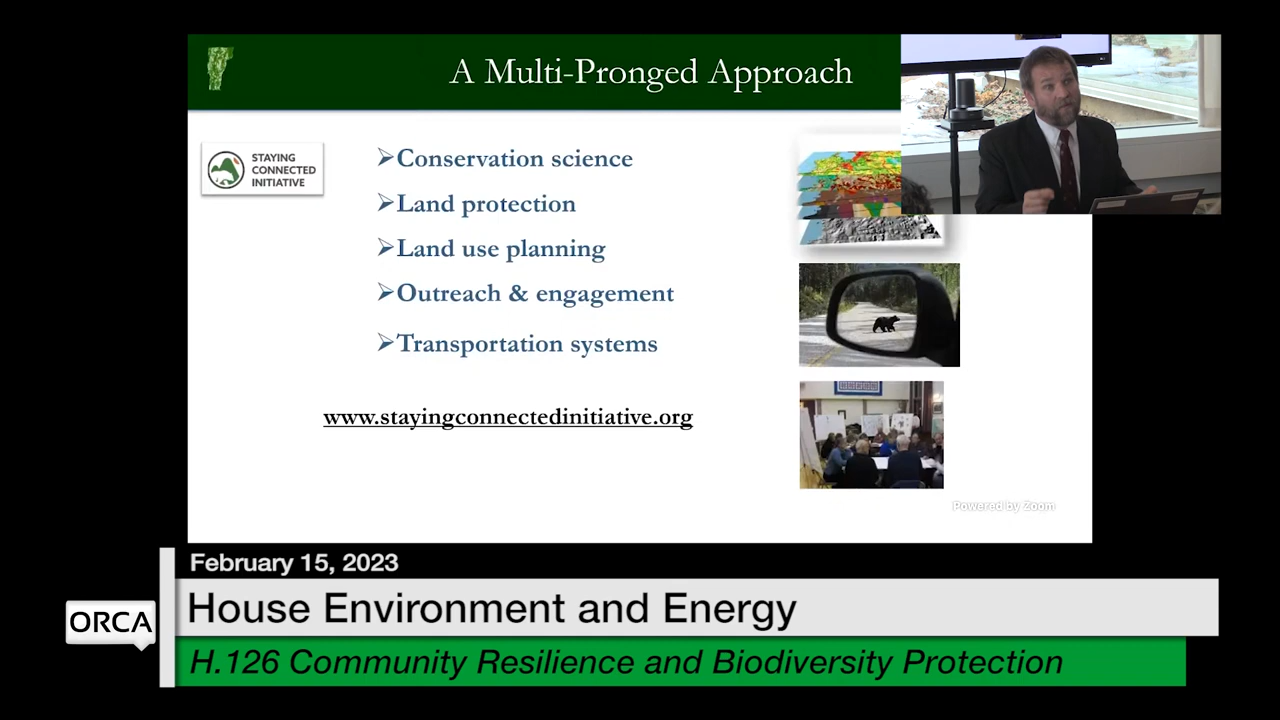 A Multi-Pronged Approach
STAYING
CONNECTED
INITIATIVE
➢Conservation science
➢Land protection
➢Land use planning
➢Outreach & engagement
➢Transportation systems
www.stayingconnectedinitiative.org
Powered by Zoom
February 15, 2023
House Environment and Energy
ORCA
H.126 Community Resilience and Biodiversity Protection